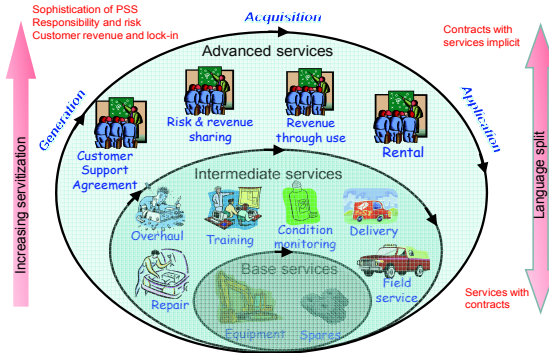 Sophistication of PSS
Responsibility and risk
Customer revenue and lock-in
Acquisition
Contracts with
services implicit
Advanced services
Generation
Application
Risk & revenue
sharing
Revenue
through use
Rental
Customer
Support
Agreement
Increasing servitization
Language split
Intermediate services
Overhaul
Training
Condition
monitoring
Delivery
Base services
Repair
Field
service
Services with
contracts
Equipment
Spares